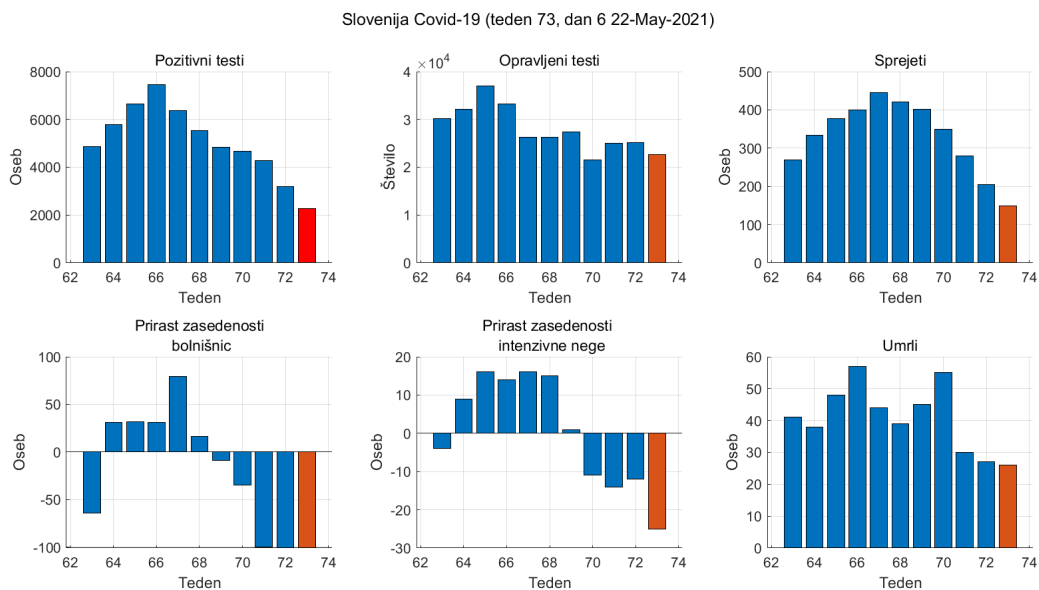 Slovenija Covid-19 (teden 73, dan 6 22-May-2021)
Pozitivni testi
8000
6000
4000
2000
0
Oseb
62 64 66 68 70 72 74
Teden
Opravljeni testi
×10⁴
4
3
2
1
0
Število
62 64 66 68 70 72 74
Teden
Sprejeti
500
400
300
200
100
0
Oseb
62 64 66 68 70 72 74
Teden
Prirast zasedenosti
bolnišnic
100
50
0
-50
-100
Oseb
62 64 66 68 70 72 74
Teden
Prirast zasedenosti
intenzivne nege
20
10
0
-10
-20
-30
Oseb
62 64 66 68 70 72 74
Teden
Umrli
60
50
40
30
20
10
0
Oseb
62 64 66 68 70 72 74
Teden